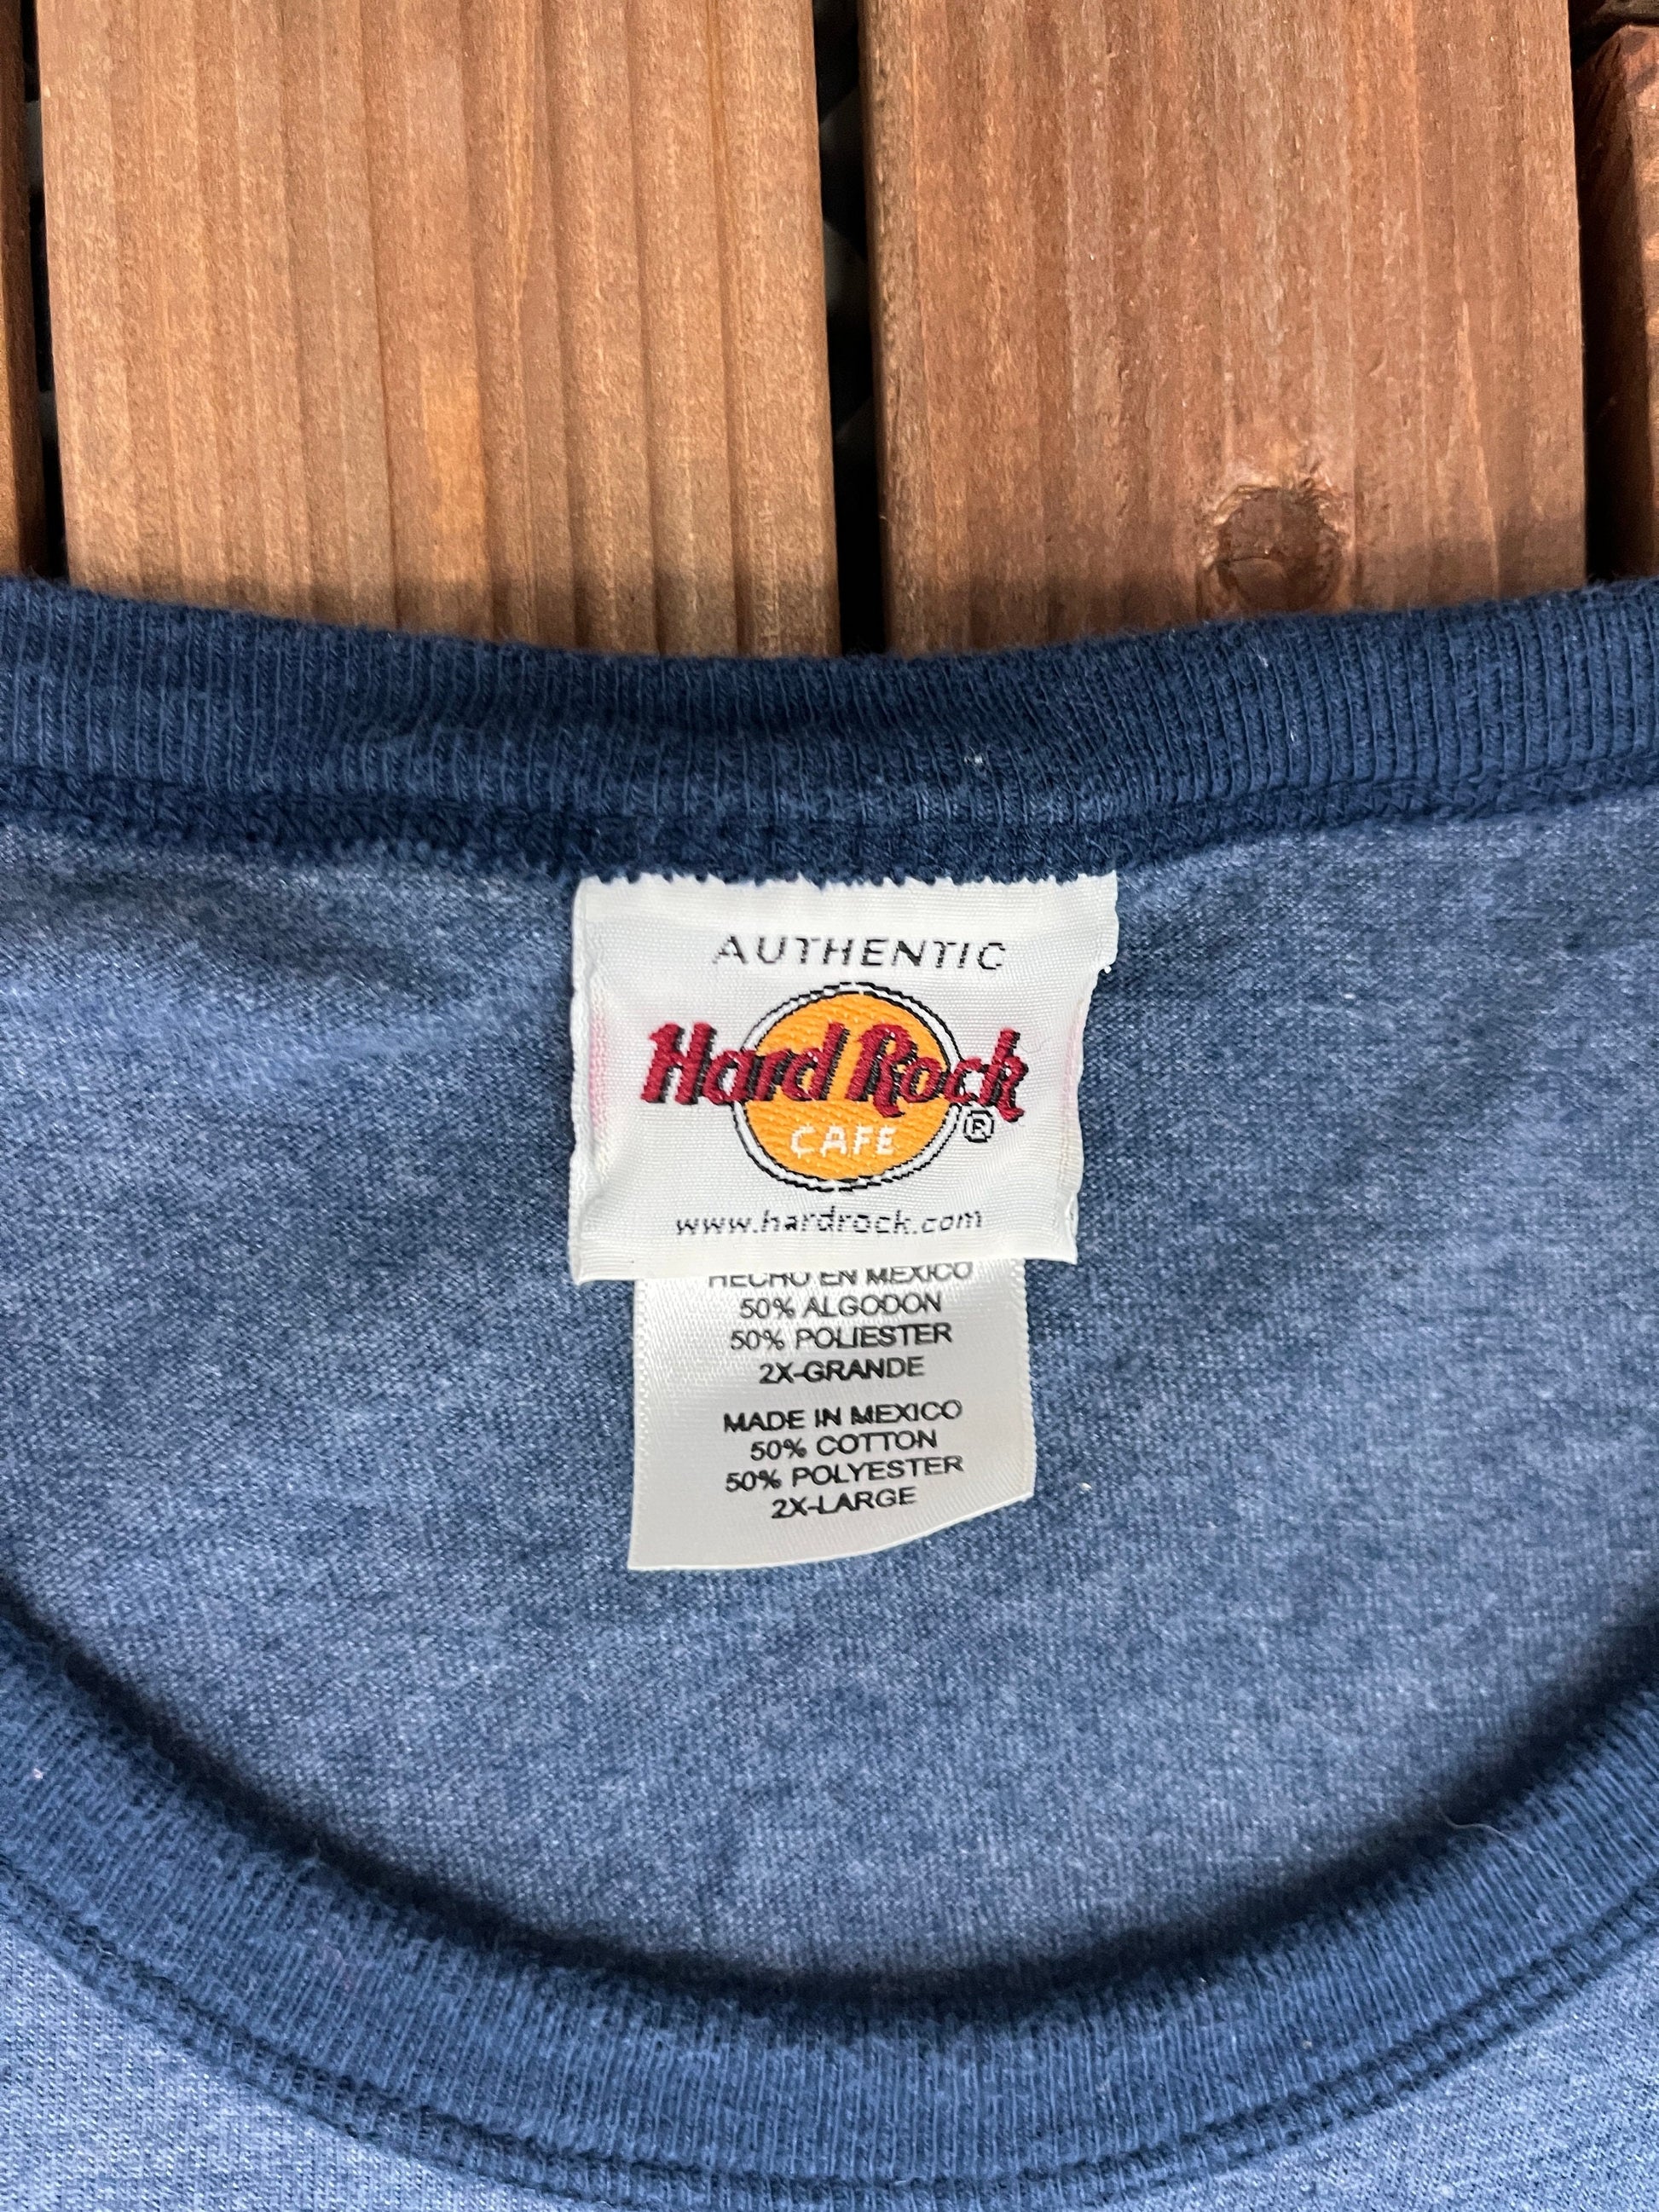 AUTHENTIC
Hard Rock
CAFE
®
www.hardrock.com
HECHO EN MEXICO
50% ALGODON
50% POLIESTER
2X-GRANDE
MADE IN MEXICO
50% COTTON
50% POLYESTER
2X-LARGE